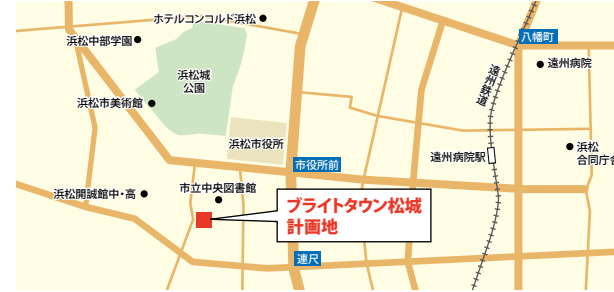 ホテルコンコルド浜松
浜松中部学園
八幡町
遠州病院
浜松城
公園
遠州鉄道
浜松市美術館
浜松市役所
浜松
合同庁舎
遠州病院駅
市役所前
市立中央図書館
浜松開誠館中・高
ブライトタウン松城
計画地
連尺